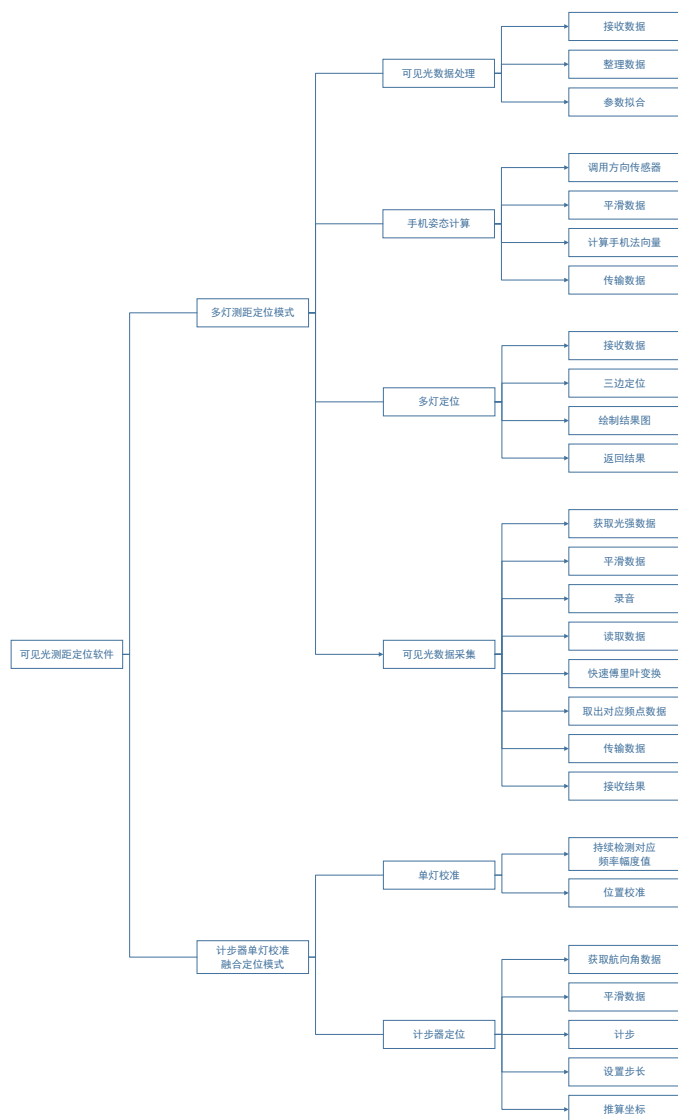 可见光测距定位软件
多灯测距定位模式
可见光数据处理
接收数据
整理数据
参数拟合
手机姿态计算
调用方向传感器
平滑数据
计算手机法向量
传输数据
多灯定位
接收数据
三边定位
绘制结果图
返回结果
可见光数据采集
获取光强数据
平滑数据
录音
读取数据
快速傅里叶变换
取出对应频点数据
传输数据
接收结果
计步器单灯校准
融合定位模式
单灯校准
持续检测对应
频率幅度值
位置校准
计步器定位
获取航向角数据
平滑数据
计步
设置步长
推算坐标